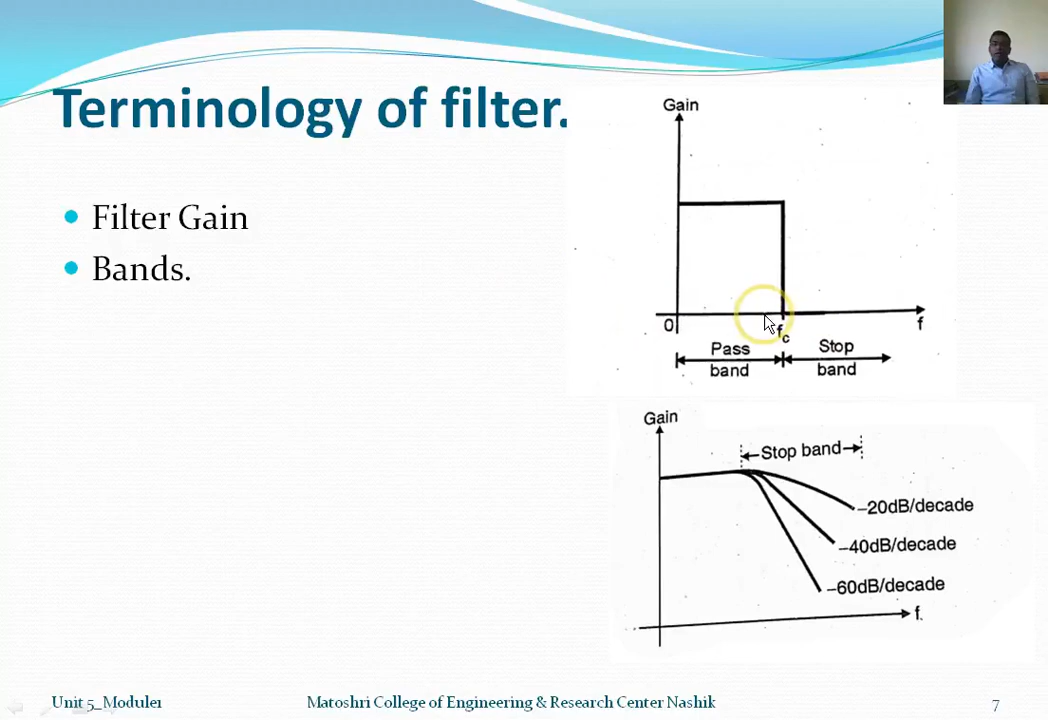 Terminology of filter.
Filter Gain
Bands.
Gain
0
fc
f
Pass
band
Stop
band
Gain
Stop band
–20dB/decade
–40dB/decade
–60dB/decade
f
Unit 5_Module1
Matoshri College of Engineering & Research Center Nashik
7